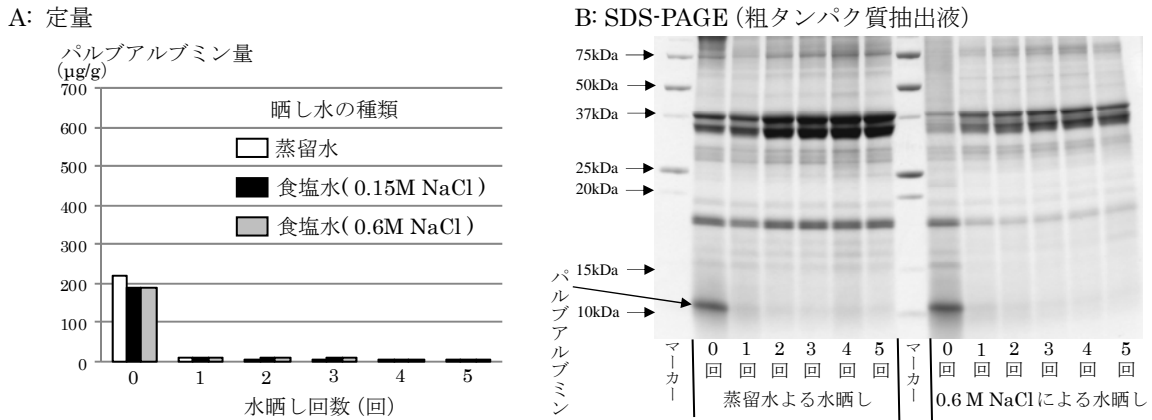 A: 定量
パルブアルブミン量
(μg/g)
700
600
500
400
300
200
100
0
晒し水の種類
蒸留水
食塩水( 0.15M NaCl )
食塩水( 0.6M NaCl )
0 1 2 3 4 5
水晒し回数 (回)
B: SDS-PAGE (粗タンパク質抽出液)
75kDa
50kDa
37kDa
25kDa
20kDa
15kDa
10kDa
パルブアルブミン
マーカー
0回 1回 2回 3回 4回 5回
蒸留水よる水晒し
マーカー
0回 1回 2回 3回 4回 5回
0.6 M NaClによる水晒し